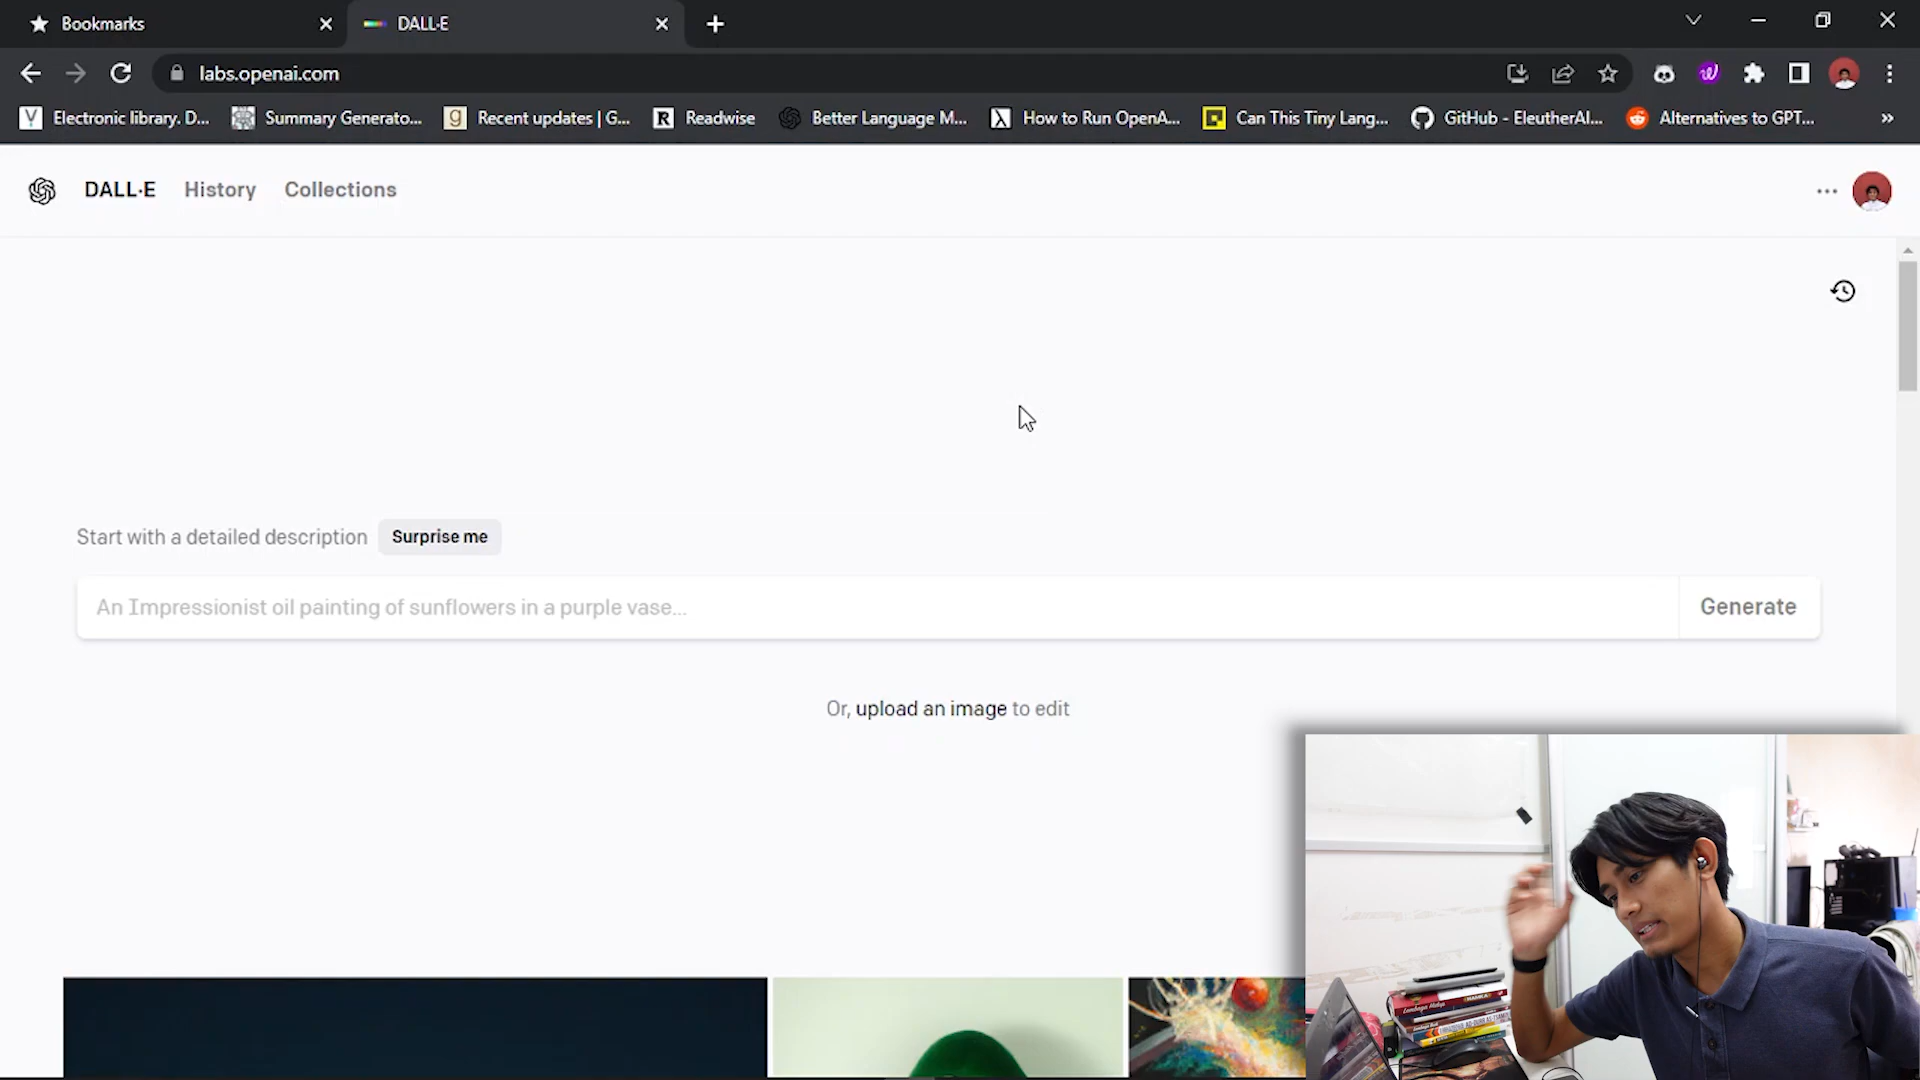 Bookmarks
DALL·E
labs.openai.com
Electronic library. D...
Summary Generato...
Recent updates | G...
Readwise
Better Language M...
How to Run OpenA...
Can This Tiny Lang...
GitHub - EleutherAI...
Alternatives to GPT...
DALL·E History Collections
Start with a detailed description Surprise me
An Impressionist oil painting of sunflowers in a purple vase...
Generate
Or, upload an image to edit